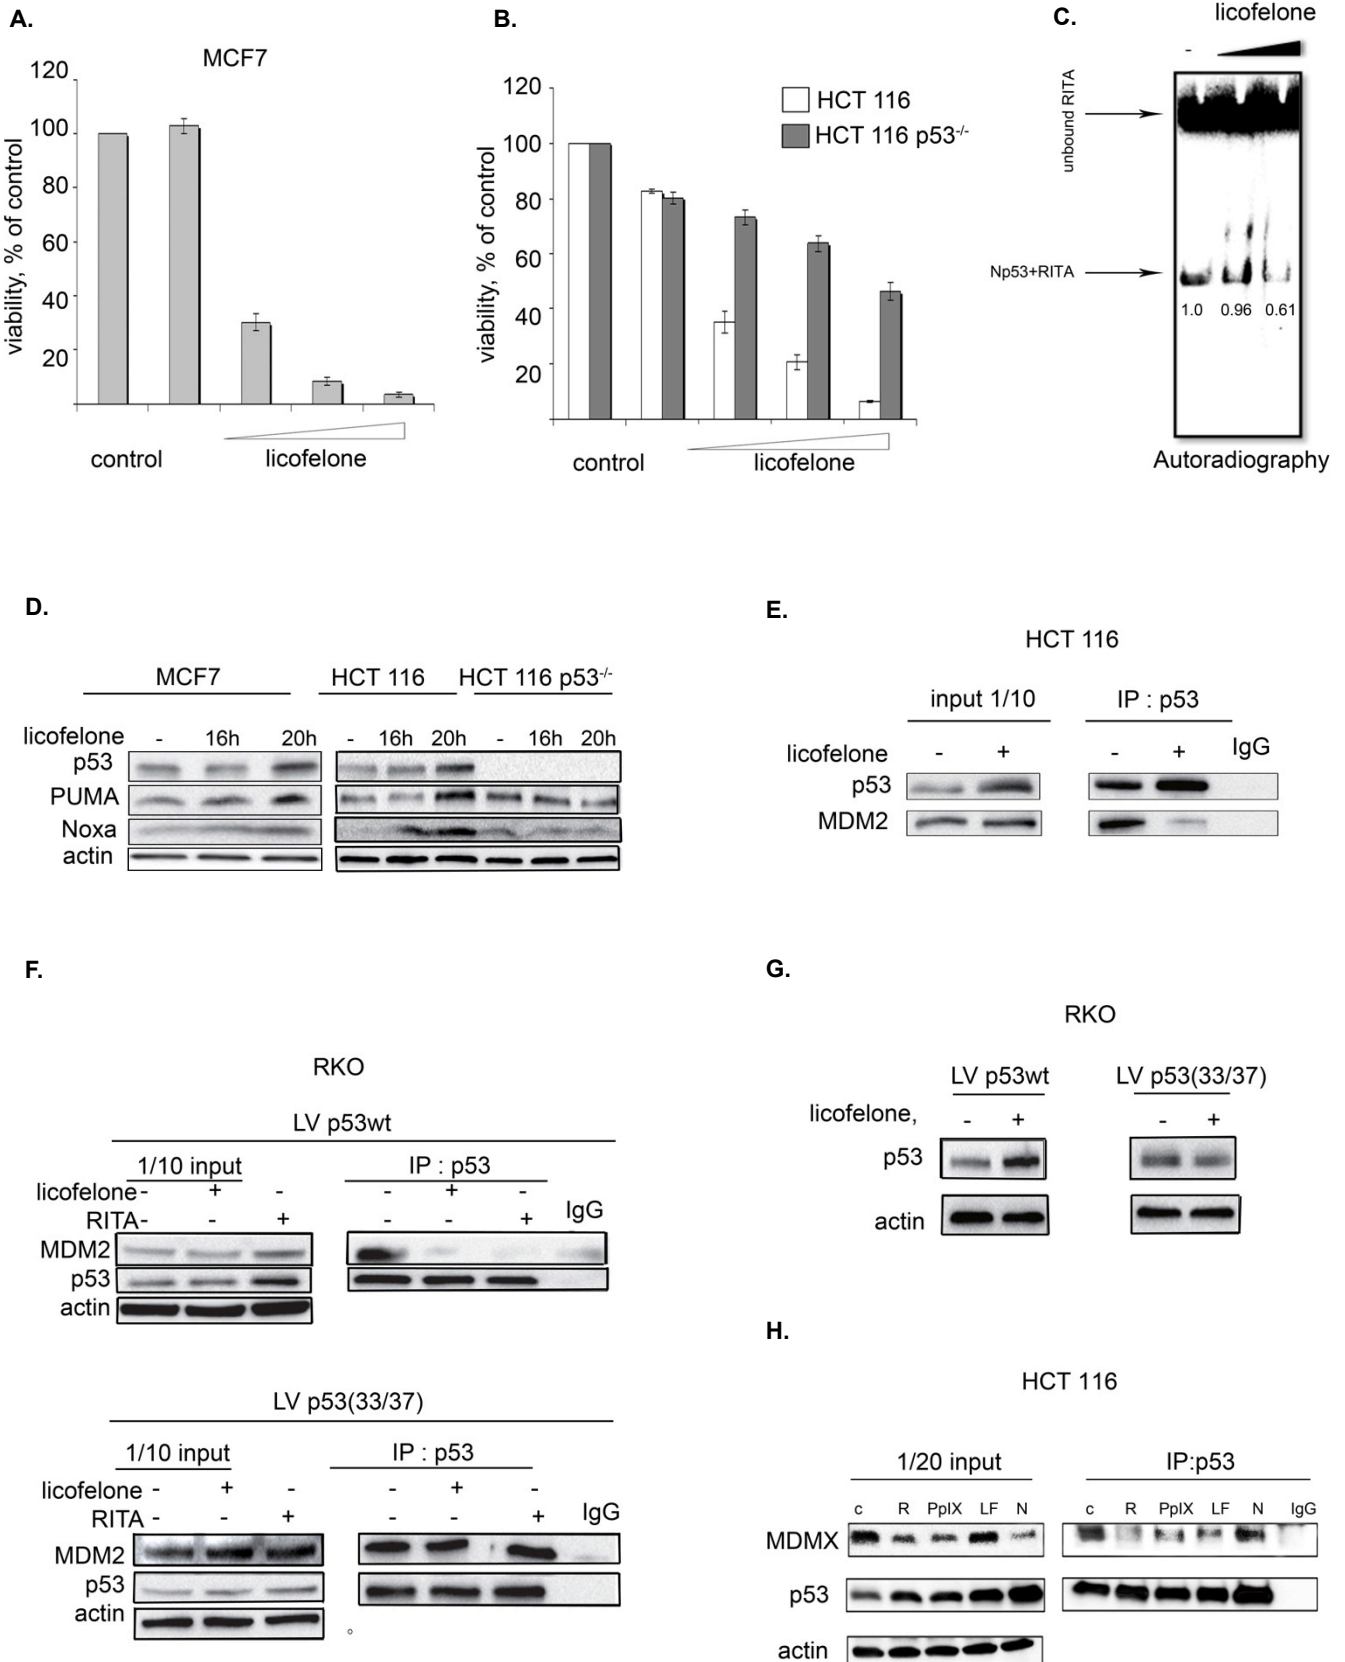 A.
MCF7
viability, % of control
120
100
80
60
40
20
control
licofelone
B.
HCT 116
HCT 116 p53-/-
viability, % of control
120
100
80
60
40
20
control
licofelone
C.
licofelone
-
unbound RITA
Np53+RITA
1.0 0.96 0.61
Autoradiography
D.
MCF7 HCT 116 HCT 116 p53-/-
licofelone - 16h 20h - 16h 20h - 16h 20h
p53
PUMA
Noxa
actin
E.
HCT 116
input 1/10 IP : p53
licofelone - + - + IgG
p53
MDM2
F.
RKO
LV p53wt
1/10 input IP : p53
licofelone - + - - + -
RITA - - + - - + IgG
MDM2
p53
actin
LV p53(33/37)
1/10 input IP : p53
licofelone - + - - + -
RITA - - + - - + IgG
MDM2
p53
actin
G.
RKO
LV p53wt LV p53(33/37)
licofelone, - + - +
p53
actin
H.
HCT 116
1/20 input IP:p53
c R PpIX LF N c R PpIX LF N IgG
MDMX
p53
actin